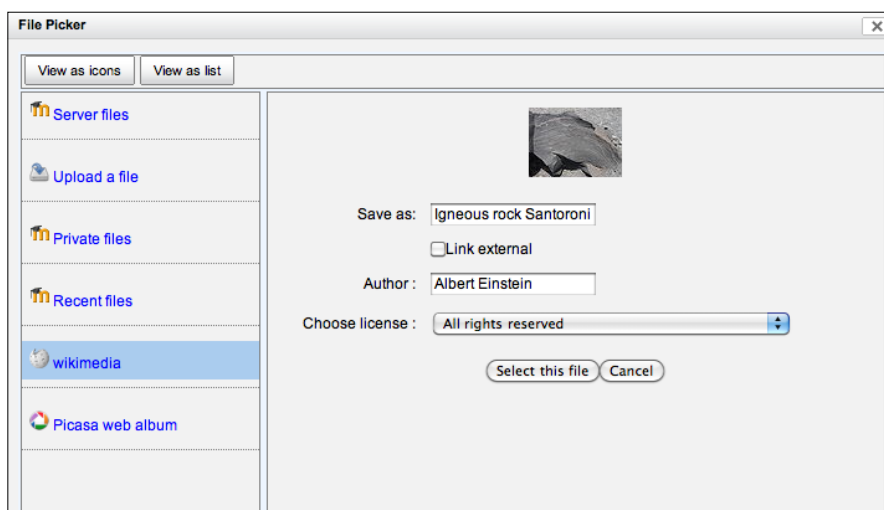 File Picker
View as icons View as list
Server files
Upload a file
Private files
Recent files
wikimedia
Picasa web album
Save as: Igneous rock Santoroni
Link external
Author : Albert Einstein
Choose license : All rights reserved
Select this file Cancel